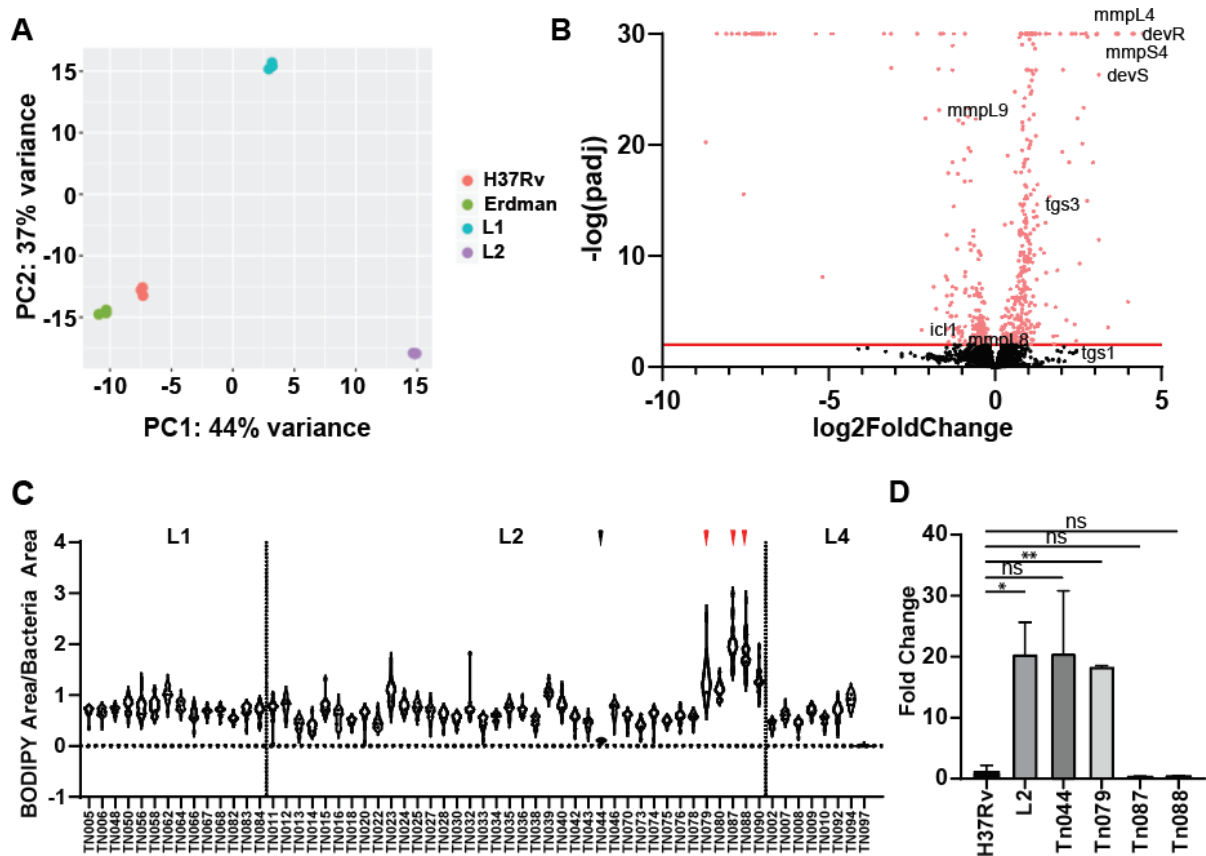 A
PC2: 37% variance
15
10
0
-10
-15
-10 -5 0 5 10 15
PC1: 44% variance
H37Rv
Erdman
L1
L2
B
-log(padj)
30
20
10
0
mmpL4
devR
mmpS4
devS
mmpL9
tgs3
icl1
mmpL8
tgs1
-10 -5 0 5
log2FoldChange
C
BODIPY Area/Bacteria Area
4
3
2
1
0
-1
L1
L2
L4
TN005
TN006
TN048
TN050
TN056
TN058
TN062
TN064
TN066
TN067
TN068
TN082
TN083
TN084
TN011
TN012
TN013
TN014
TN015
TN016
TN018
TN020
TN022
TN024
TN025
TN027
TN028
TN030
TN032
TN033
TN034
TN035
TN036
TN038
TN039
TN040
TN042
TN043
TN044
TN046
TN070
TN073
TN074
TN075
TN076
TN078
TN079
TN080
TN087
TN088
TN090
TN002
TN007
TN008
TN009
TN010
TN092
TN094
TN097
D
Fold Change
40
30
20
10
0
ns
ns
**
ns
*
H37Rv
L2
Tn044
Tn079
Tn087
Tn088